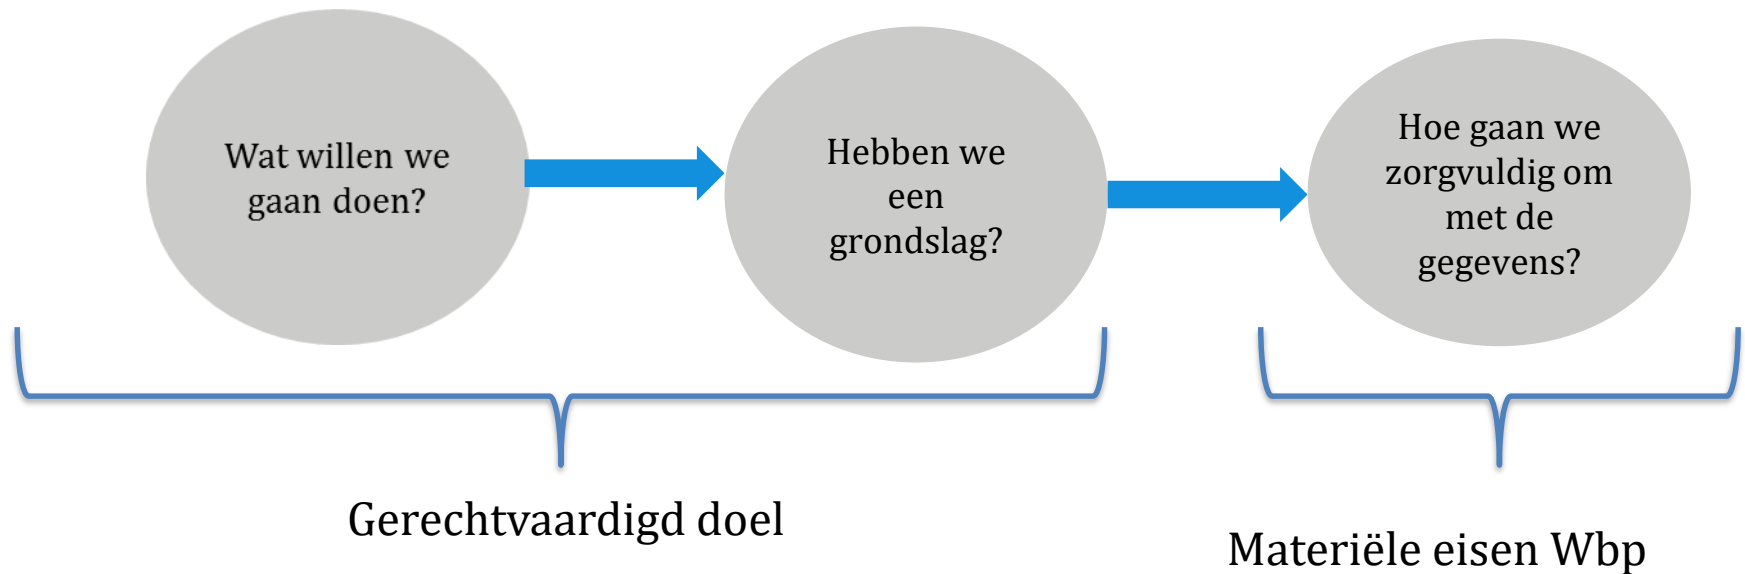 Wat willen we
gaan doen?
Hebben we
een
grondslag?
Hoe gaan we
zorgvuldig om
met de
gegevens?
Gerechtvaardigd doel
Materiële eisen Wbp